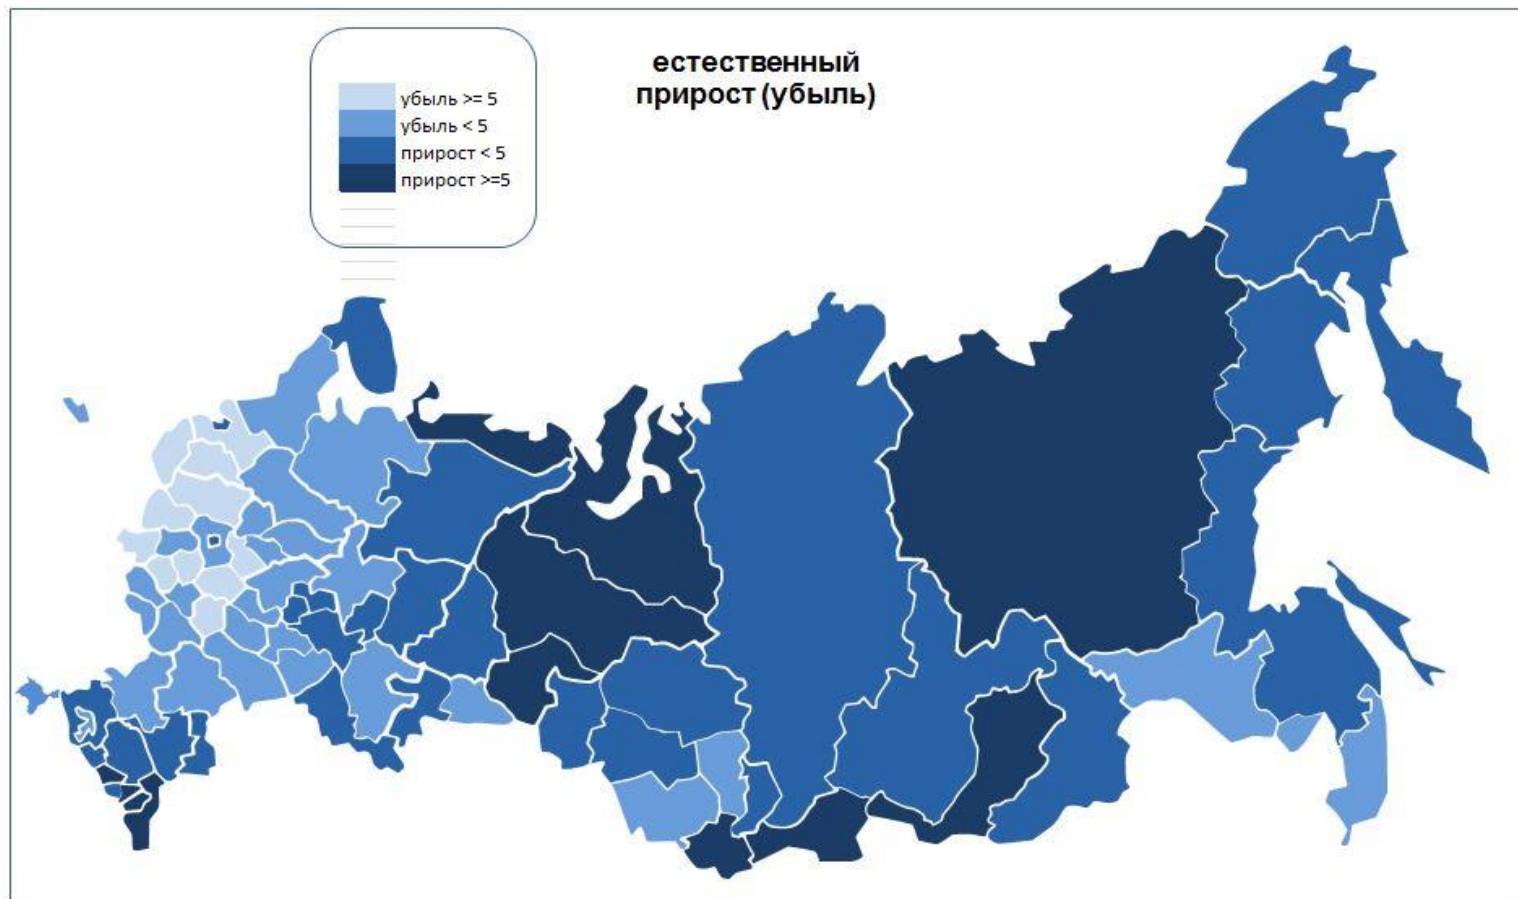 естественный
прирост (убыль)
убыль >= 5
убыль < 5
прирост < 5
прирост >=5